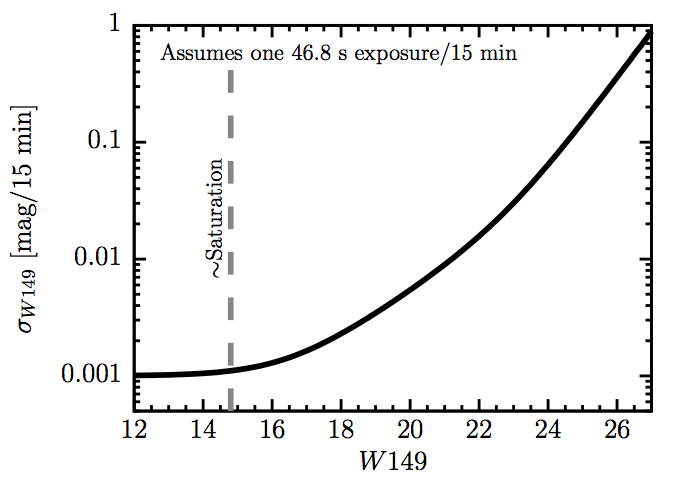 1
Assumes one 46.8 s exposure/15 min
0.1
~Saturation
σW149 [mag/15 min]
0.01
0.001
12 14 16 18 20 22 24 26
W149